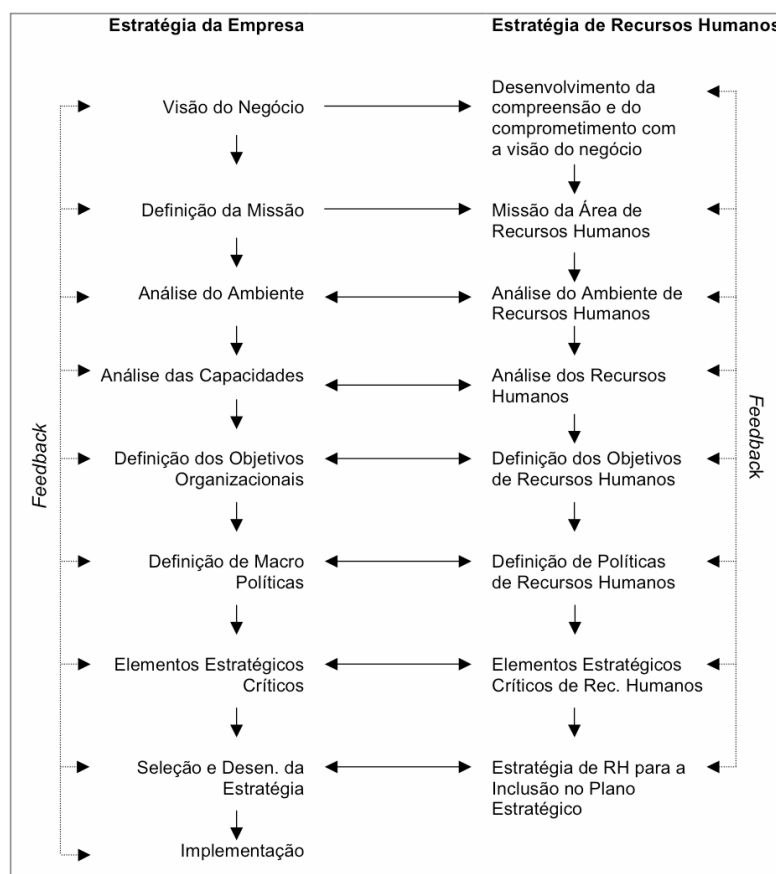 Estratégia da Empresa
Estratégia de Recursos Humanos
Visão do Negócio
Desenvolvimento da
compreensão e do
comprometimento com
a visão do negócio
Definição da Missão
Missão da Área de
Recursos Humanos
Análise do Ambiente
Análise do Ambiente de
Recursos Humanos
Análise das Capacidades
Análise dos Recursos
Humanos
Feedback
Feedback
Definição dos Objetivos
Organizacionais
Definição dos Objetivos
de Recursos Humanos
Definição de Macro
Políticas
Definição de Políticas
de Recursos Humanos
Elementos Estratégicos
Críticos
Elementos Estratégicos
Críticos de Rec. Humanos
Seleção e Desen. da
Estratégia
Estratégia de RH para a
Inclusão no Plano
Estratégico
Implementação